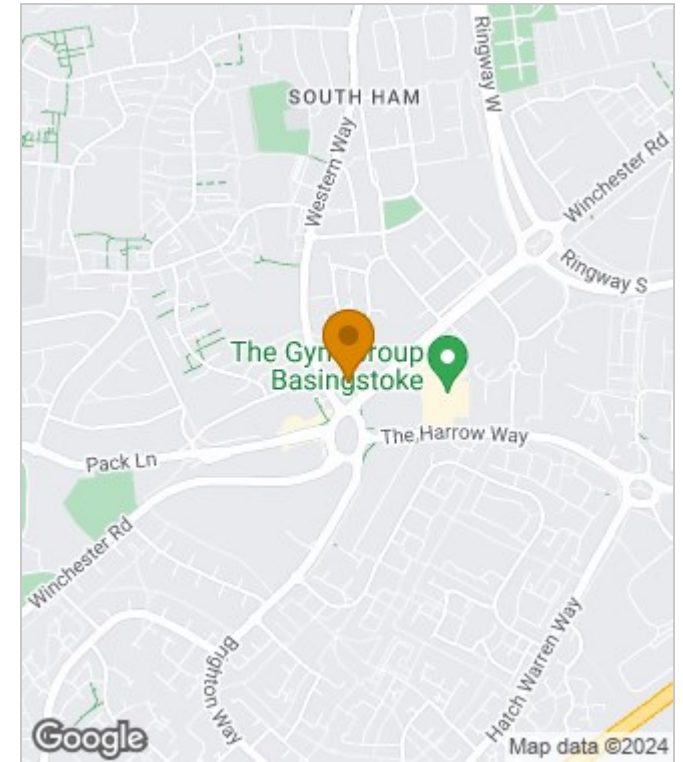 Ringway W
SOUTH HAM
Western Way
Winchester Rd
Ringway S
The Gym Group
Basingstoke
The Harrow Way
Pack Ln
Winchester Rd
Brighton Way
Hatch Warren Way
Google
Map data ©2024